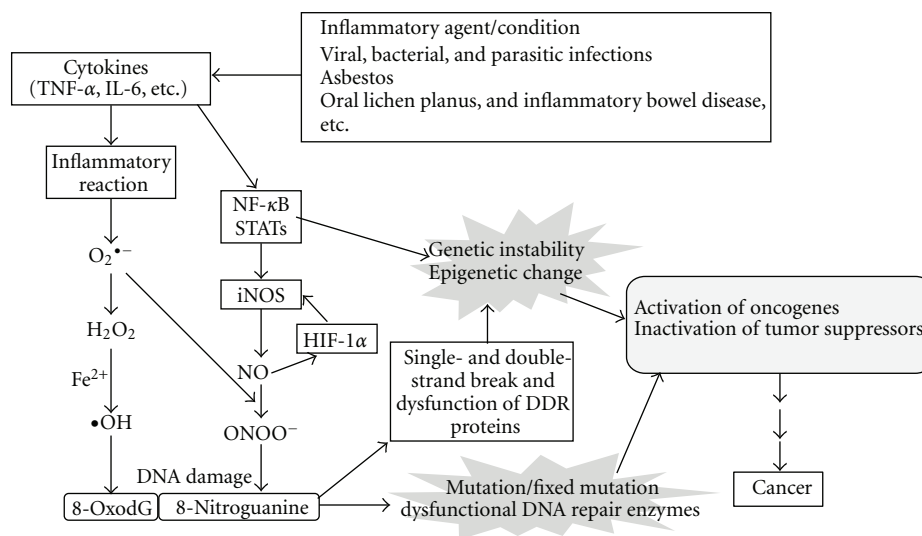 Inflammatory agent/condition
Viral, bacterial, and parasitic infections
Asbestos
Oral lichen planus, and inflammatory bowel disease,
etc.
Cytokines
(TNF-α, IL-6, etc.)
Inflammatory
reaction
NF-κB
STATs
Genetic instability
Epigenetic change
O₂•⁻
iNOS
Activation of oncogenes
Inactivation of tumor suppressors
H₂O₂
HIF-1α
Single- and double-
strand break and
dysfunction of DDR
proteins
NO
Fe²⁺
•OH
ONOO⁻
DNA damage
8-OxodG
8-Nitroguanine
Mutation/fixed mutation
dysfunctional DNA repair enzymes
Cancer